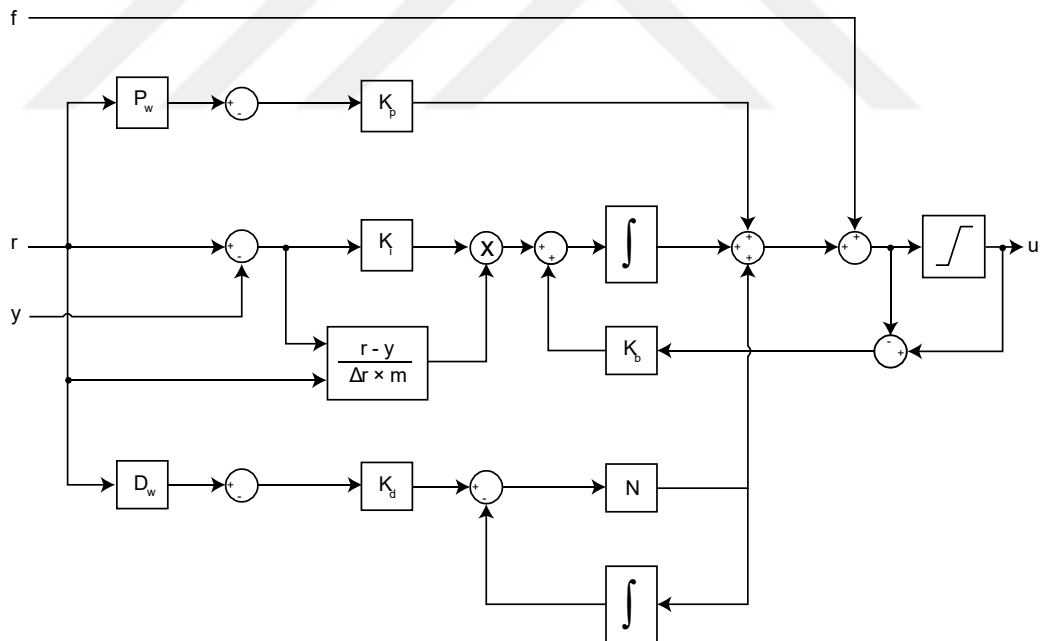 f
P_w
+
-
K_p
r
+
-
K_i
X
+
+
∫
+
+
+
u
y
r - y
Δr × m
K_b
-
+
D_w
+
-
K_d
+
-
N
∫